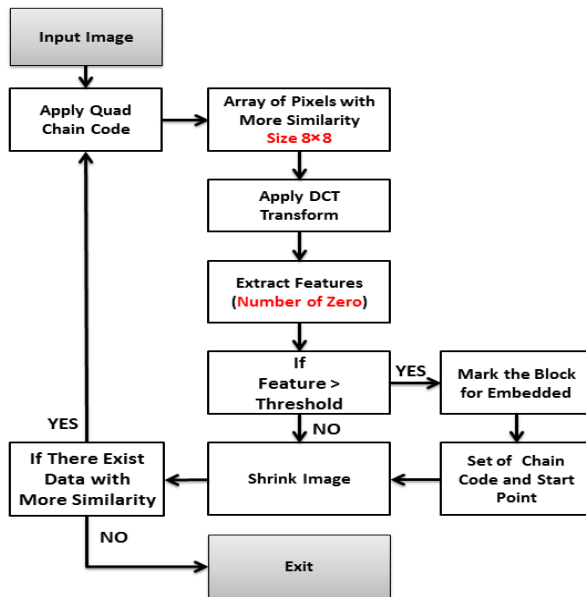 Input Image
Apply Quad
Chain Code
Array of Pixels with
More Similarity
Size 8×8
Apply DCT
Transform
Extract Features
(Number of Zero)
If
Feature >
Threshold
YES
Mark the Block
for Embedded
NO
Set of Chain
Code and Start
Point
Shrink Image
YES
If There Exist
Data with
More Similarity
NO
Exit